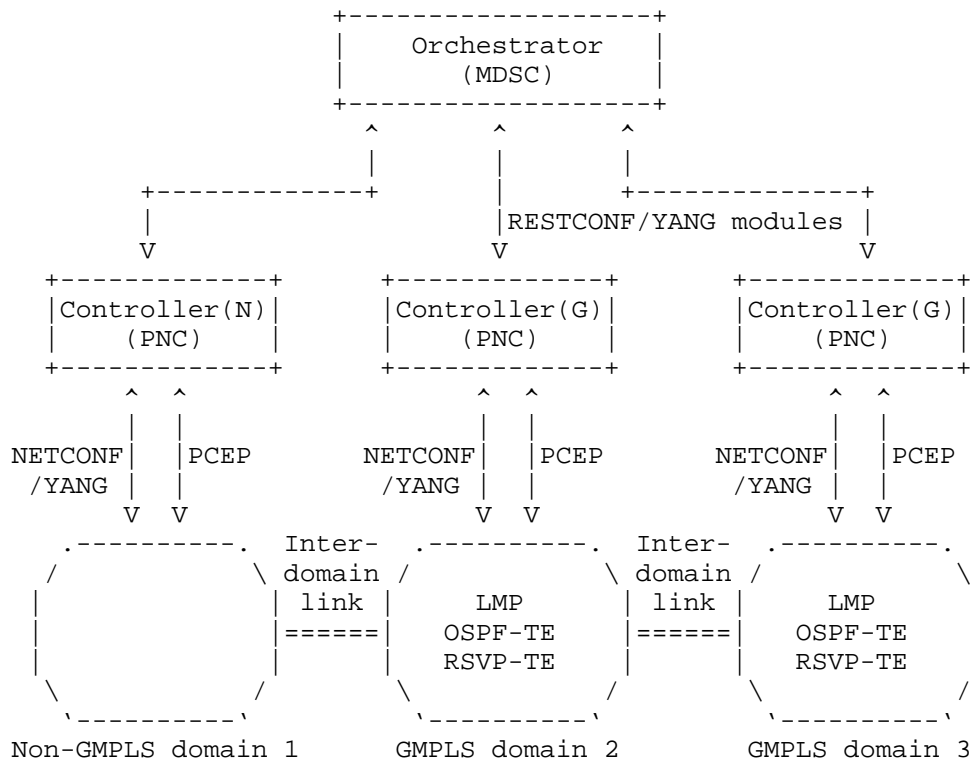 Orchestrator
(MDSC)
RESTCONF/YANG modules
Controller(N) Controller(G) Controller(G)
(PNC) (PNC) (PNC)
NETCONF PCEP NETCONF PCEP NETCONF PCEP
/YANG /YANG /YANG
Inter- Inter-
domain domain
link LMP link LMP
OSPF-TE OSPF-TE
RSVP-TE RSVP-TE
Non-GMPLS domain 1 GMPLS domain 2 GMPLS domain 3